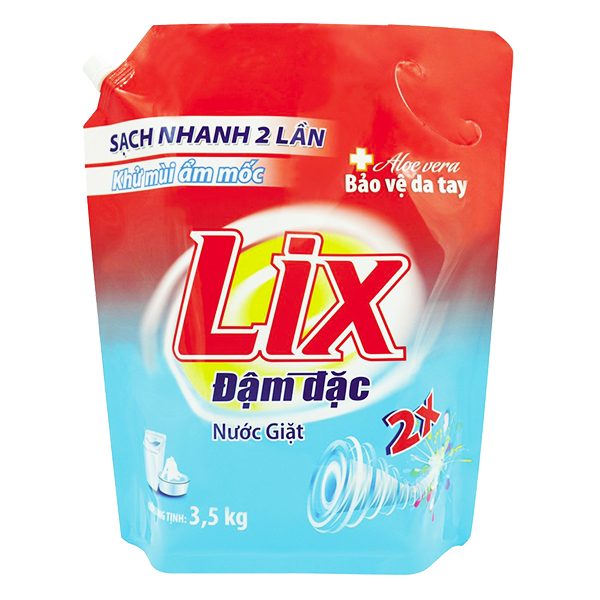 SẠCH NHANH 2 LẦN
Khử mùi ẩm mốc
Aloe vera
Bảo vệ da tay
Lix
Đậm đặc
Nước Giặt
2X
TỊNH: 3,5 kg